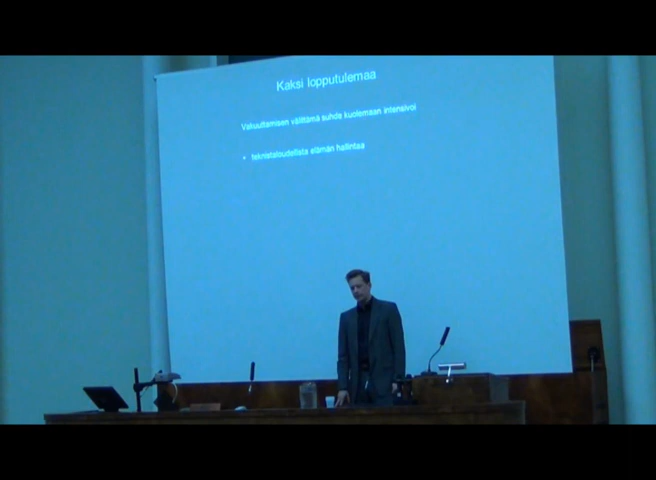 Kaksi lopputulemaa
Vakuuttamisen välittämä suhde kuolemaan intensivoi
• teknistaloudellista elämän hallintaa